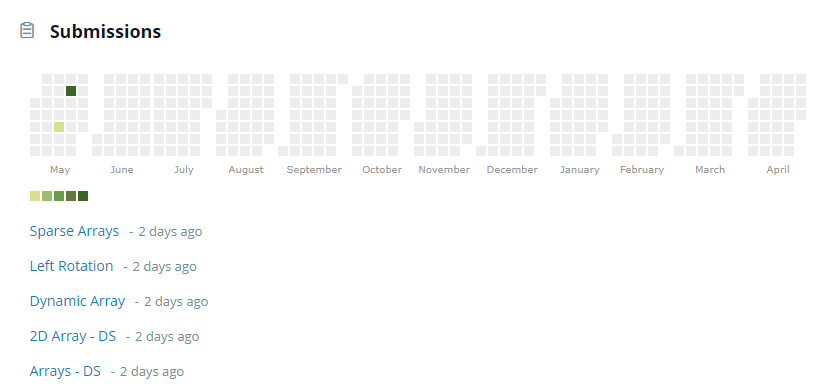 Submissions
May June July August September October November December January February March April
Sparse Arrays - 2 days ago
Left Rotation - 2 days ago
Dynamic Array - 2 days ago
2D Array - DS - 2 days ago
Arrays - DS - 2 days ago